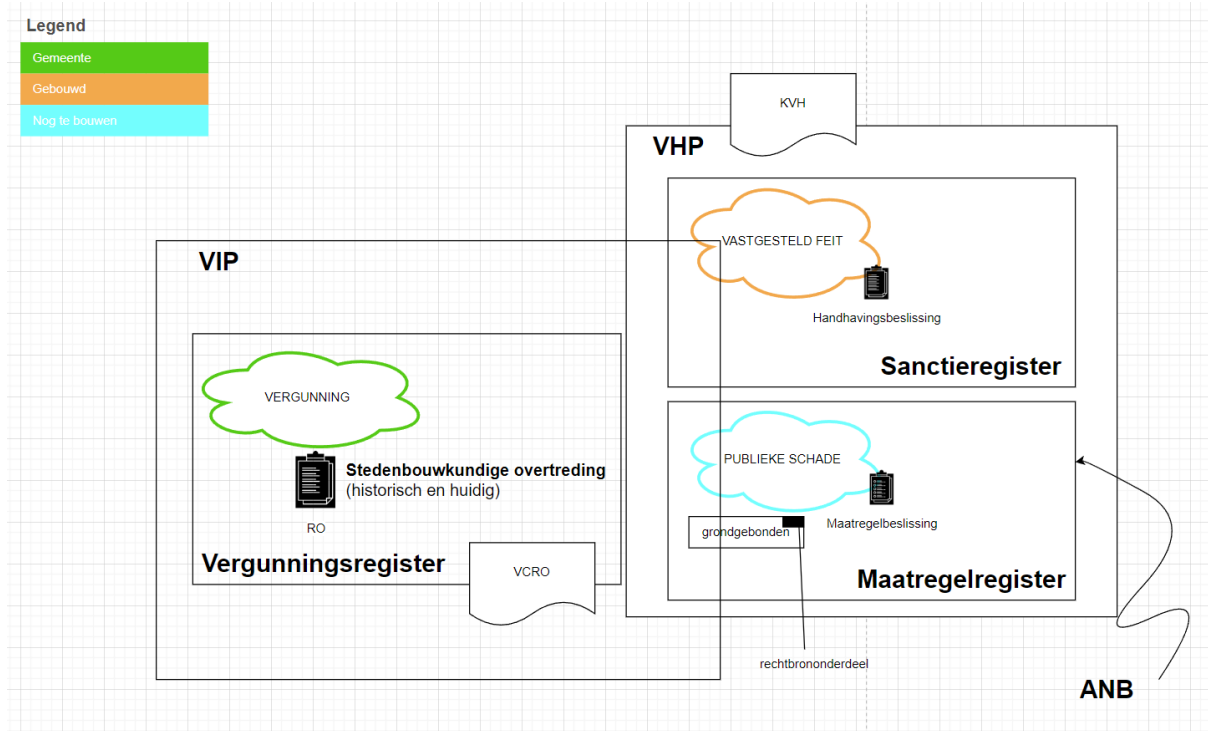 Legend
Gemeente
Gebouwd
Nog te bouwen
KVH
VHP
VASTGESTELD FEIT
Handhavingsbeslissing
Sanctieregister
VIP
VERGUNNING
Stedenbouwkundige overtreding
(historisch en huidig)
RO
Vergunningsregister
VCRO
PUBLIEKE SCHADE
Maatregelbeslissing
grondgebonden
Maatregelregister
rechtbrononderdeel
ANB